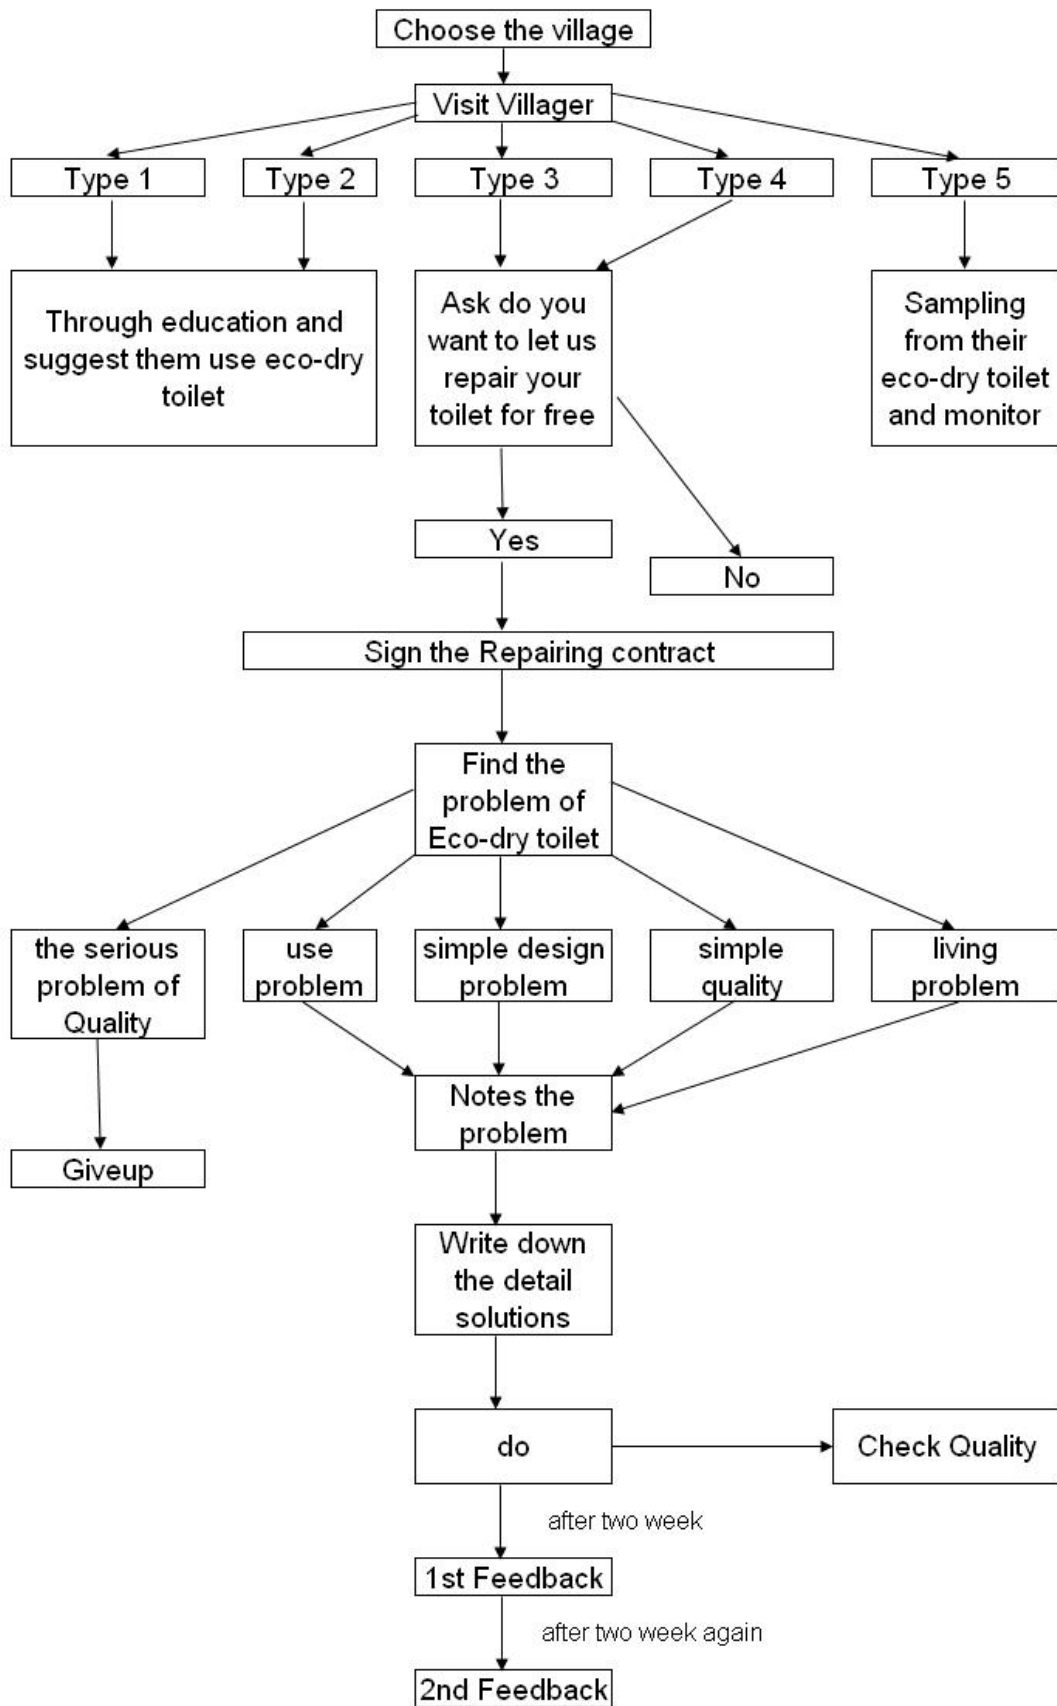 Choose the village
Visit Villager
Type 1
Type 2
Type 3
Type 4
Type 5
Through education and
suggest them use eco-dry
toilet
Ask do you
want to let us
repair your
toilet for free
Sampling
from their
eco-dry toilet
and monitor
Yes
No
Sign the Repairing contract
Find the
problem of
Eco-dry toilet
the serious
problem of
Quality
use
problem
simple design
problem
simple
quality
living
problem
Notes the
problem
Giveup
Write down
the detail
solutions
do
Check Quality
after two week
1st Feedback
after two week again
2nd Feedback